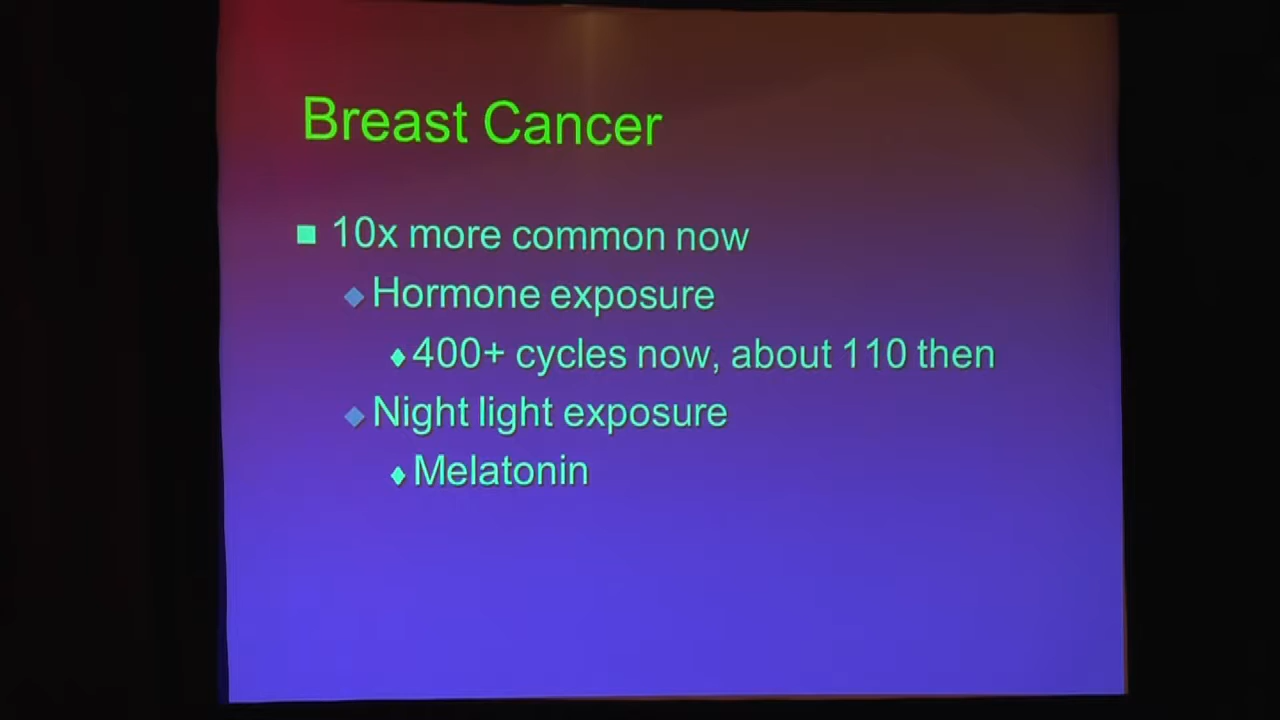 Breast Cancer
10x more common now
Hormone exposure
400+ cycles now, about 110 then
Night light exposure
Melatonin